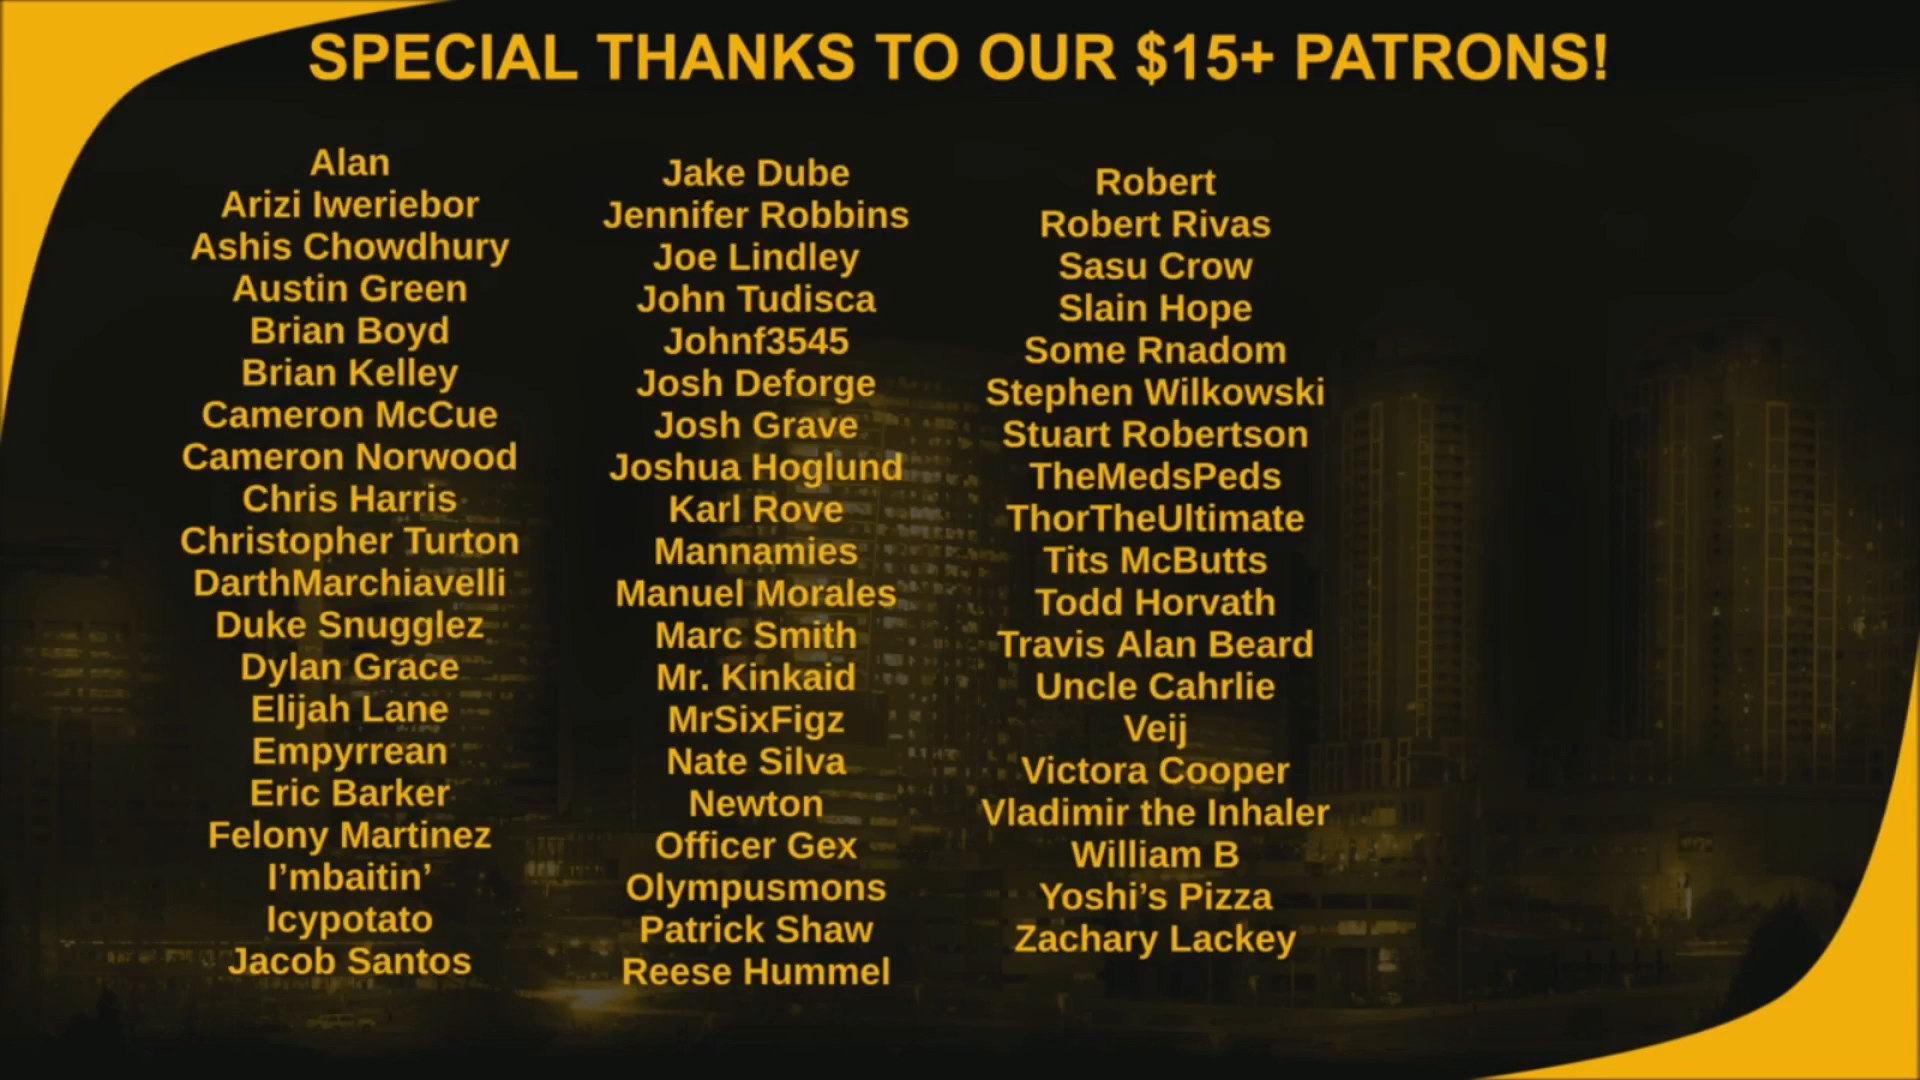 SPECIAL THANKS TO OUR $15+ PATRONS!
Alan
Arizi Iweriebor
Ashis Chowdhury
Austin Green
Brian Boyd
Brian Kelley
Cameron McCue
Cameron Norwood
Chris Harris
Christopher Turton
DarthMarchiavelli
Duke Snugglez
Dylan Grace
Elijah Lane
Empyrrean
Eric Barker
Felony Martinez
I’mbaitin’
Icypotato
Jacob Santos
Jake Dube
Jennifer Robbins
Joe Lindley
John Tudisca
Johnf3545
Josh Deforge
Josh Grave
Joshua Hoglund
Karl Rove
Mannamies
Manuel Morales
Marc Smith
Mr. Kinkaid
MrSixFigz
Nate Silva
Newton
Officer Gex
Olympusmons
Patrick Shaw
Reese Hummel
Robert
Robert Rivas
Sasu Crow
Slain Hope
Some Rnadom
Stephen Wilkowski
Stuart Robertson
TheMedsPeds
ThorTheUltimate
Tits McButts
Todd Horvath
Travis Alan Beard
Uncle Cahrlie
Veij
Victora Cooper
Vladimir the Inhaler
William B
Yoshi’s Pizza
Zachary Lackey